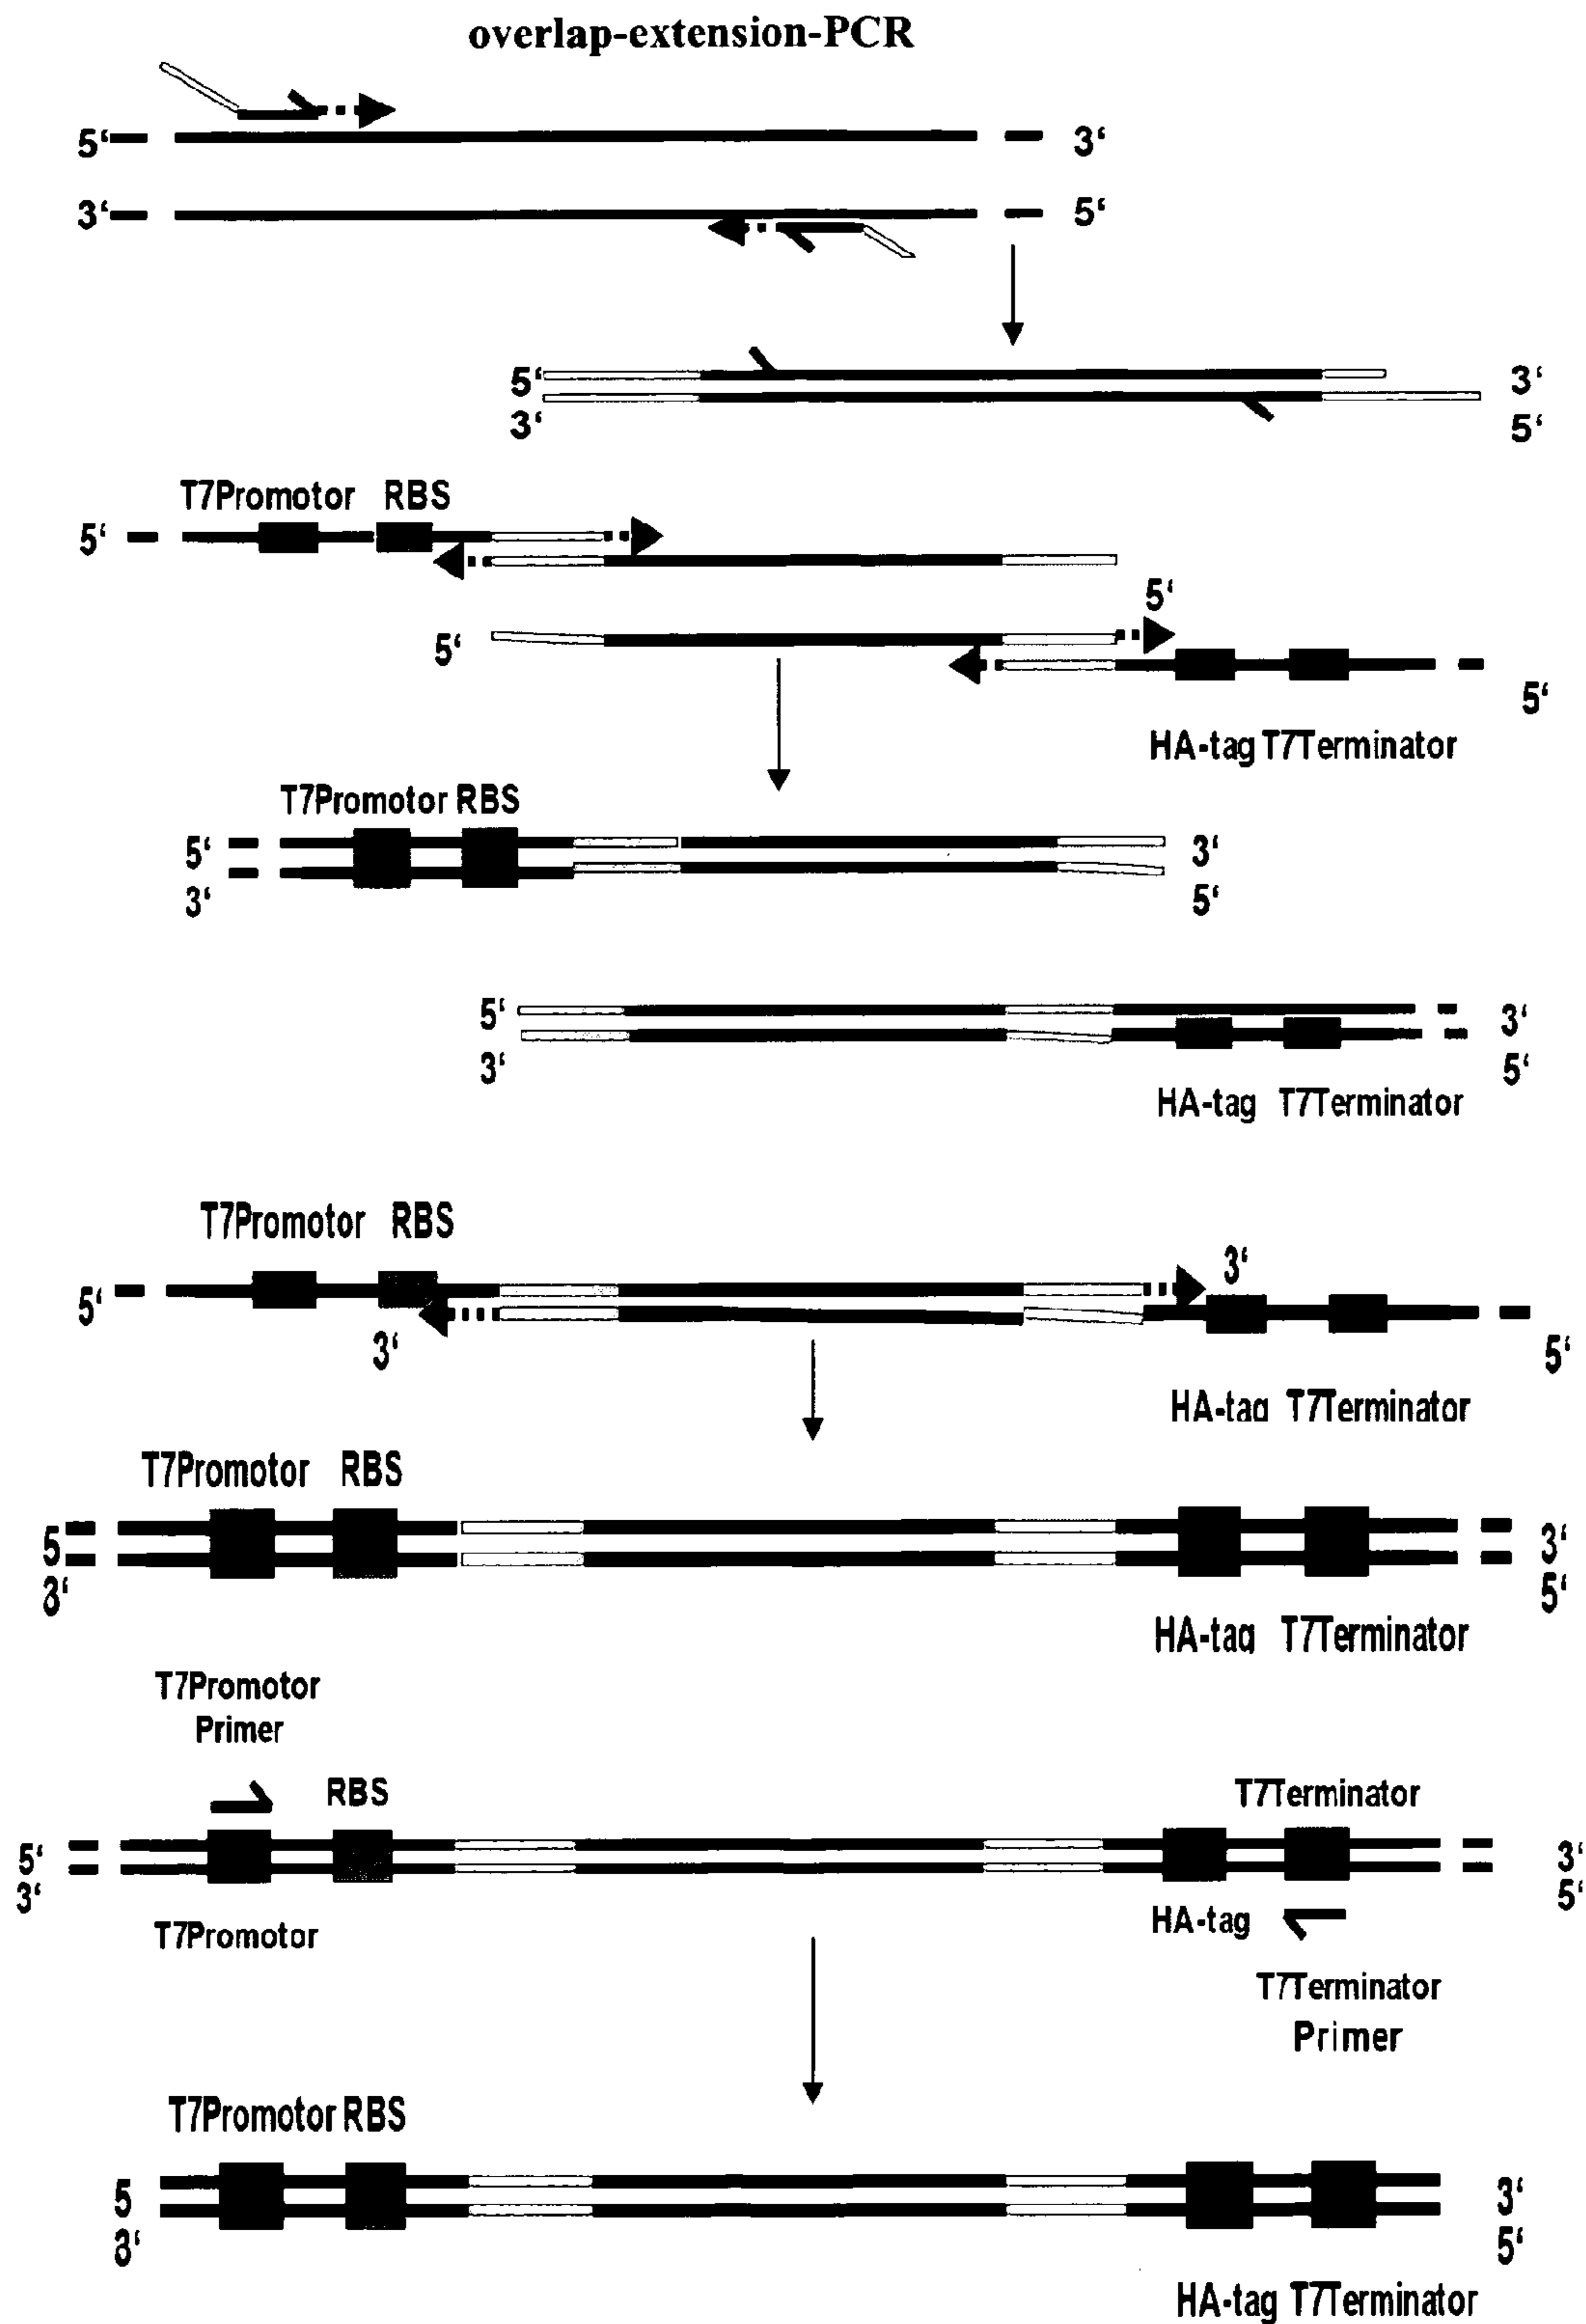 overlap-extension-PCR
5‘ 3‘
3‘ 5‘
5‘ 3‘
3‘ 5‘
T7Promotor RBS
5‘
5‘
5‘
5‘
HA-tag T7Terminator
T7Promotor RBS
5‘ 3‘
3‘ 5‘
5‘ 3‘
3‘ 5‘
HA-tag T7Terminator
T7Promotor RBS
3‘
5‘
3‘ 5‘
HA-tag T7Terminator
T7Promotor RBS
5 3‘
3‘ 5‘
HA-tag T7Terminator
T7Promotor
Primer
RBS T7Terminator
5‘ 3‘
3‘ 5‘
T7Promotor HA-tag
T7Terminator
Primer
T7Promotor RBS
5 3‘
3‘ 5‘
HA-tag T7Terminator